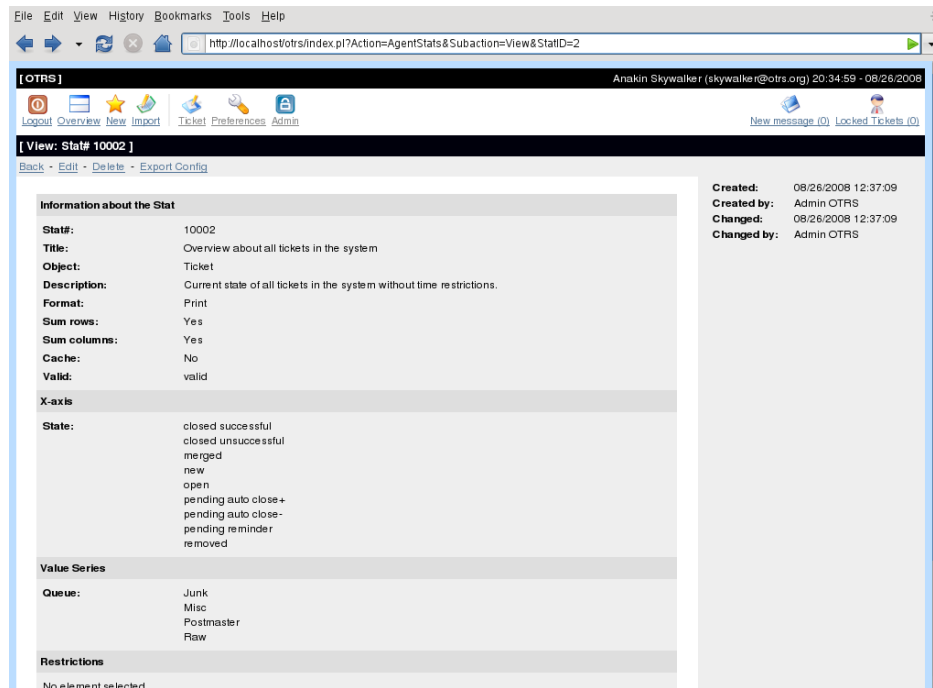 File Edit View History Bookmarks Tools Help
http://localhost/otrs/index.pl?Action=AgentStats&Subaction=View&StatID=2
[ OTRS ] Anakin Skywalker (skywalker@otrs.org) 20:34:59 - 08/26/2008
Logout Overview New Import Ticket Preferences Admin New message (0) Locked Tickets (0)
[ View: Stat# 10002 ]
Back - Edit - Delete - Export Config
Information about the Stat
Stat#: 10002
Title: Overview about all tickets in the system
Object: Ticket
Description: Current state of all tickets in the system without time restrictions.
Format: Print
Sum rows: Yes
Sum columns: Yes
Cache: No
Valid: valid
X-axis
State: closed successful
closed unsuccessful
merged
new
open
pending auto close+
pending auto close-
pending reminder
removed
Value Series
Queue: Junk
Misc
Postmaster
Raw
Restrictions
No element selected
Created: 08/26/2008 12:37:09
Created by: Admin OTRS
Changed: 08/26/2008 12:37:09
Changed by: Admin OTRS